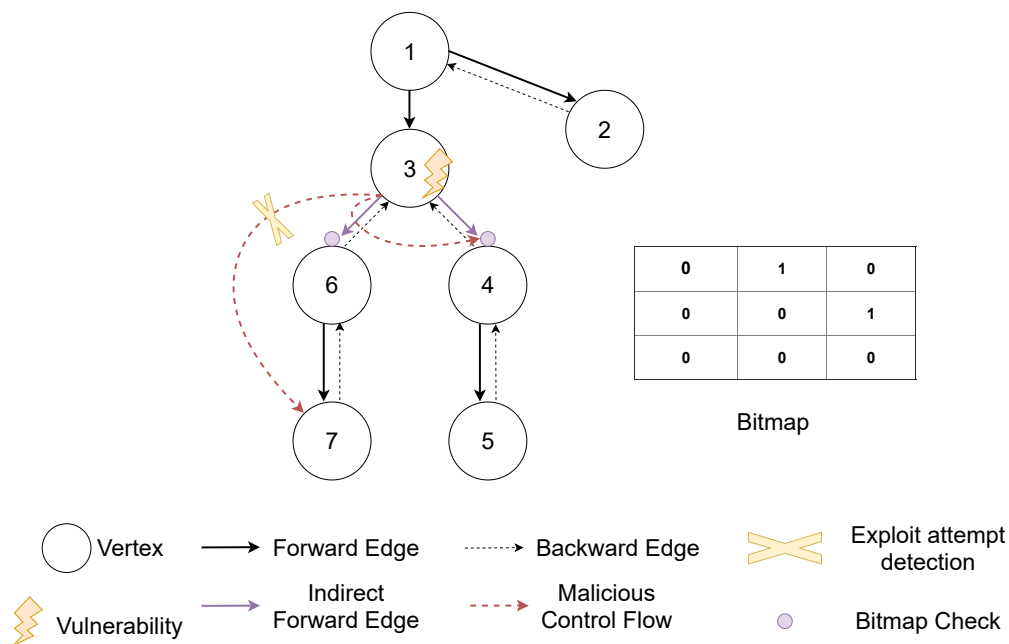 1
2
3
6
4
7
5
0 1 0
0 0 1
0 0 0
Bitmap
Vertex
Forward Edge
Backward Edge
Exploit attempt
detection
Vulnerability
Indirect
Forward Edge
Malicious
Control Flow
Bitmap Check